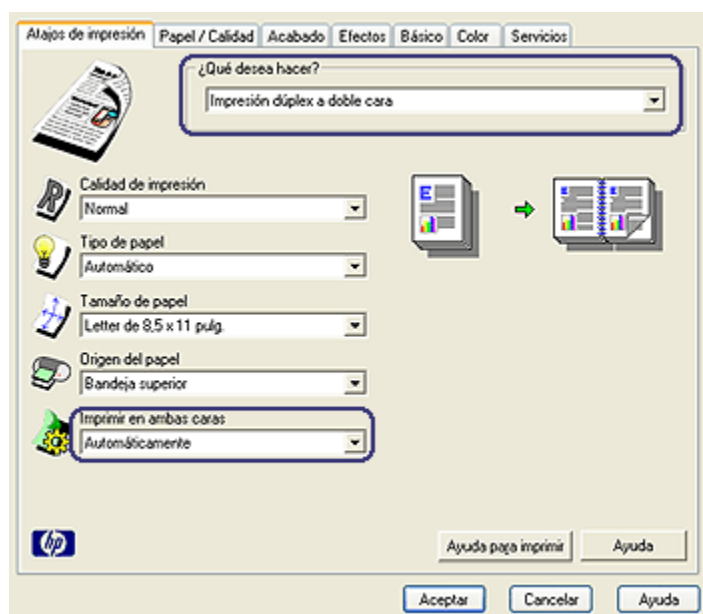 Atajos de impresión Papel / Calidad Acabado Efectos Básico Color Servicios
¿Qué desea hacer?
Impresión dúplex a doble cara
Calidad de impresión
Normal
Tipo de papel
Automático
Tamaño de papel
Letter de 8,5 x 11 pulg.
Origen del papel
Bandeja superior
Imprimir en ambas caras
Automáticamente
hp
Ayuda para imprimir Ayuda
Aceptar Cancelar Ayuda